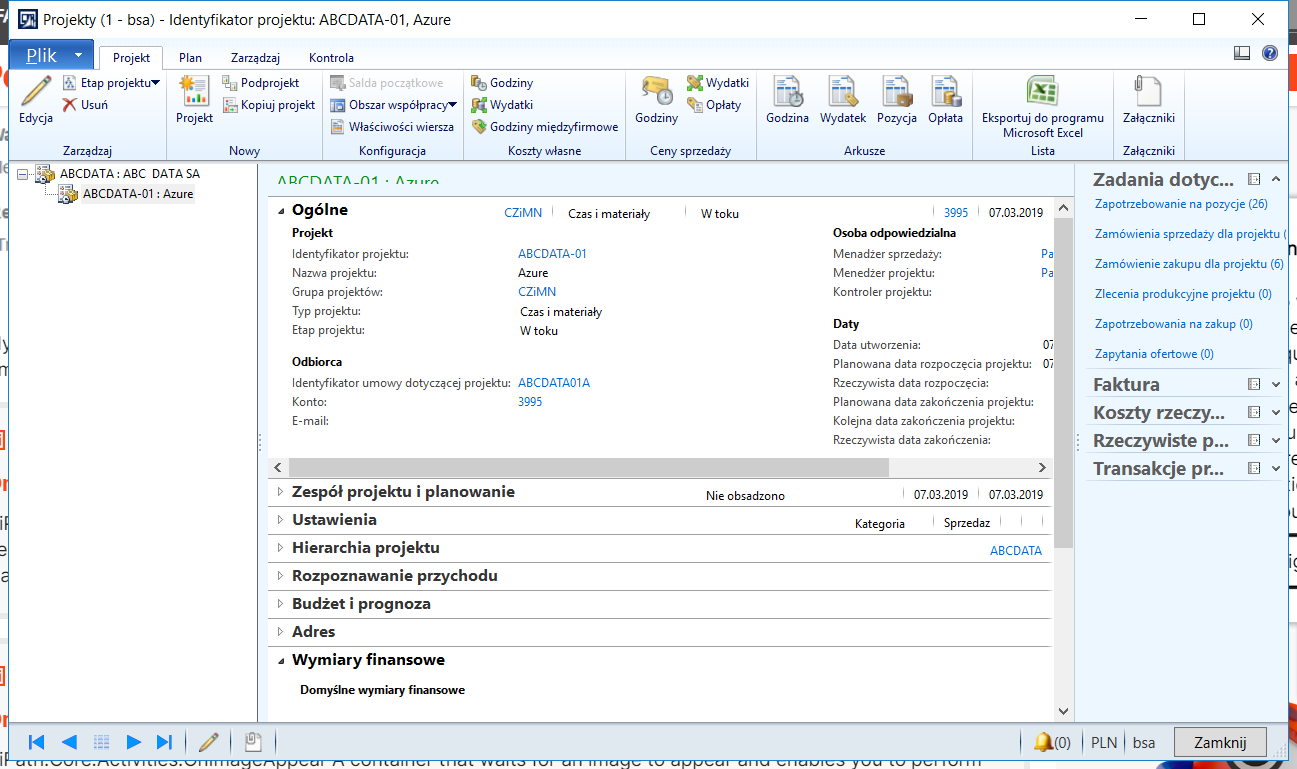 Projekty (1 - bsa) - Identyfikator projektu: ABCDATA-01, Azure
Plik
Projekt
Plan
Zarządzaj
Kontrola
Edycja
Etap projektu
Usuń
Zarządzaj
Projekt
Podprojekt
Kopiuj projekt
Nowy
Salda początkowe
Obszar współpracy
Właściwości wiersza
Konfiguracja
Godziny
Wydatki
Godziny międzyfirmowe
Koszty własne
Godziny
Wydatki
Opłaty
Ceny sprzedaży
Godzina
Wydatek
Pozycja
Opłata
Arkusze
Eksportuj do programu
Microsoft Excel
Lista
Załączniki
Załączniki
ABCDATA : ABC DATA SA
ABCDATA-01 : Azure
ABCDATA-01 : Azure
Ogólne CZiMN Czas i materiały W toku 3995 07.03.2019
Projekt
Identyfikator projektu: ABCDATA-01
Nazwa projektu: Azure
Grupa projektów: CZiMN
Typ projektu: Czas i materiały
Etap projektu: W toku
Odbiorca
Identyfikator umowy dotyczącej projektu: ABCDATA01A
Konto: 3995
E-mail:
Osoba odpowiedzialna
Menadżer sprzedaży: Pa
Menedżer projektu: Pa
Kontroler projektu:
Daty
Data utworzenia: 07
Planowana data rozpoczęcia projektu: 07
Rzeczywista data rozpoczęcia:
Planowana data zakończenia projektu:
Kolejna data zakończenia projektu:
Rzeczywista data zakończenia:
Zespół projektu i planowanie Nie obsadzono 07.03.2019 07.03.2019
Ustawienia Kategoria Sprzedaz
Hierarchia projektu ABCDATA
Rozpoznawanie przychodu
Budżet i prognoza
Adres
Wymiary finansowe
Domyślne wymiary finansowe
Zadania dotyc...
Zapotrzebowanie na pozycje (26)
Zamówienia sprzedaży dla projektu (
Zamówienie zakupu dla projektu (6)
Zlecenia produkcyjne projektu (0)
Zapotrzebowania na zakup (0)
Zapytania ofertowe (0)
Faktura
Koszty rzeczy...
Rzeczywiste p...
Transakcje pr...
(0)
PLN
bsa
Zamknij
iPath.Core.Activities.OnImageAppear A container that waits for an image to appear and enables you to perform